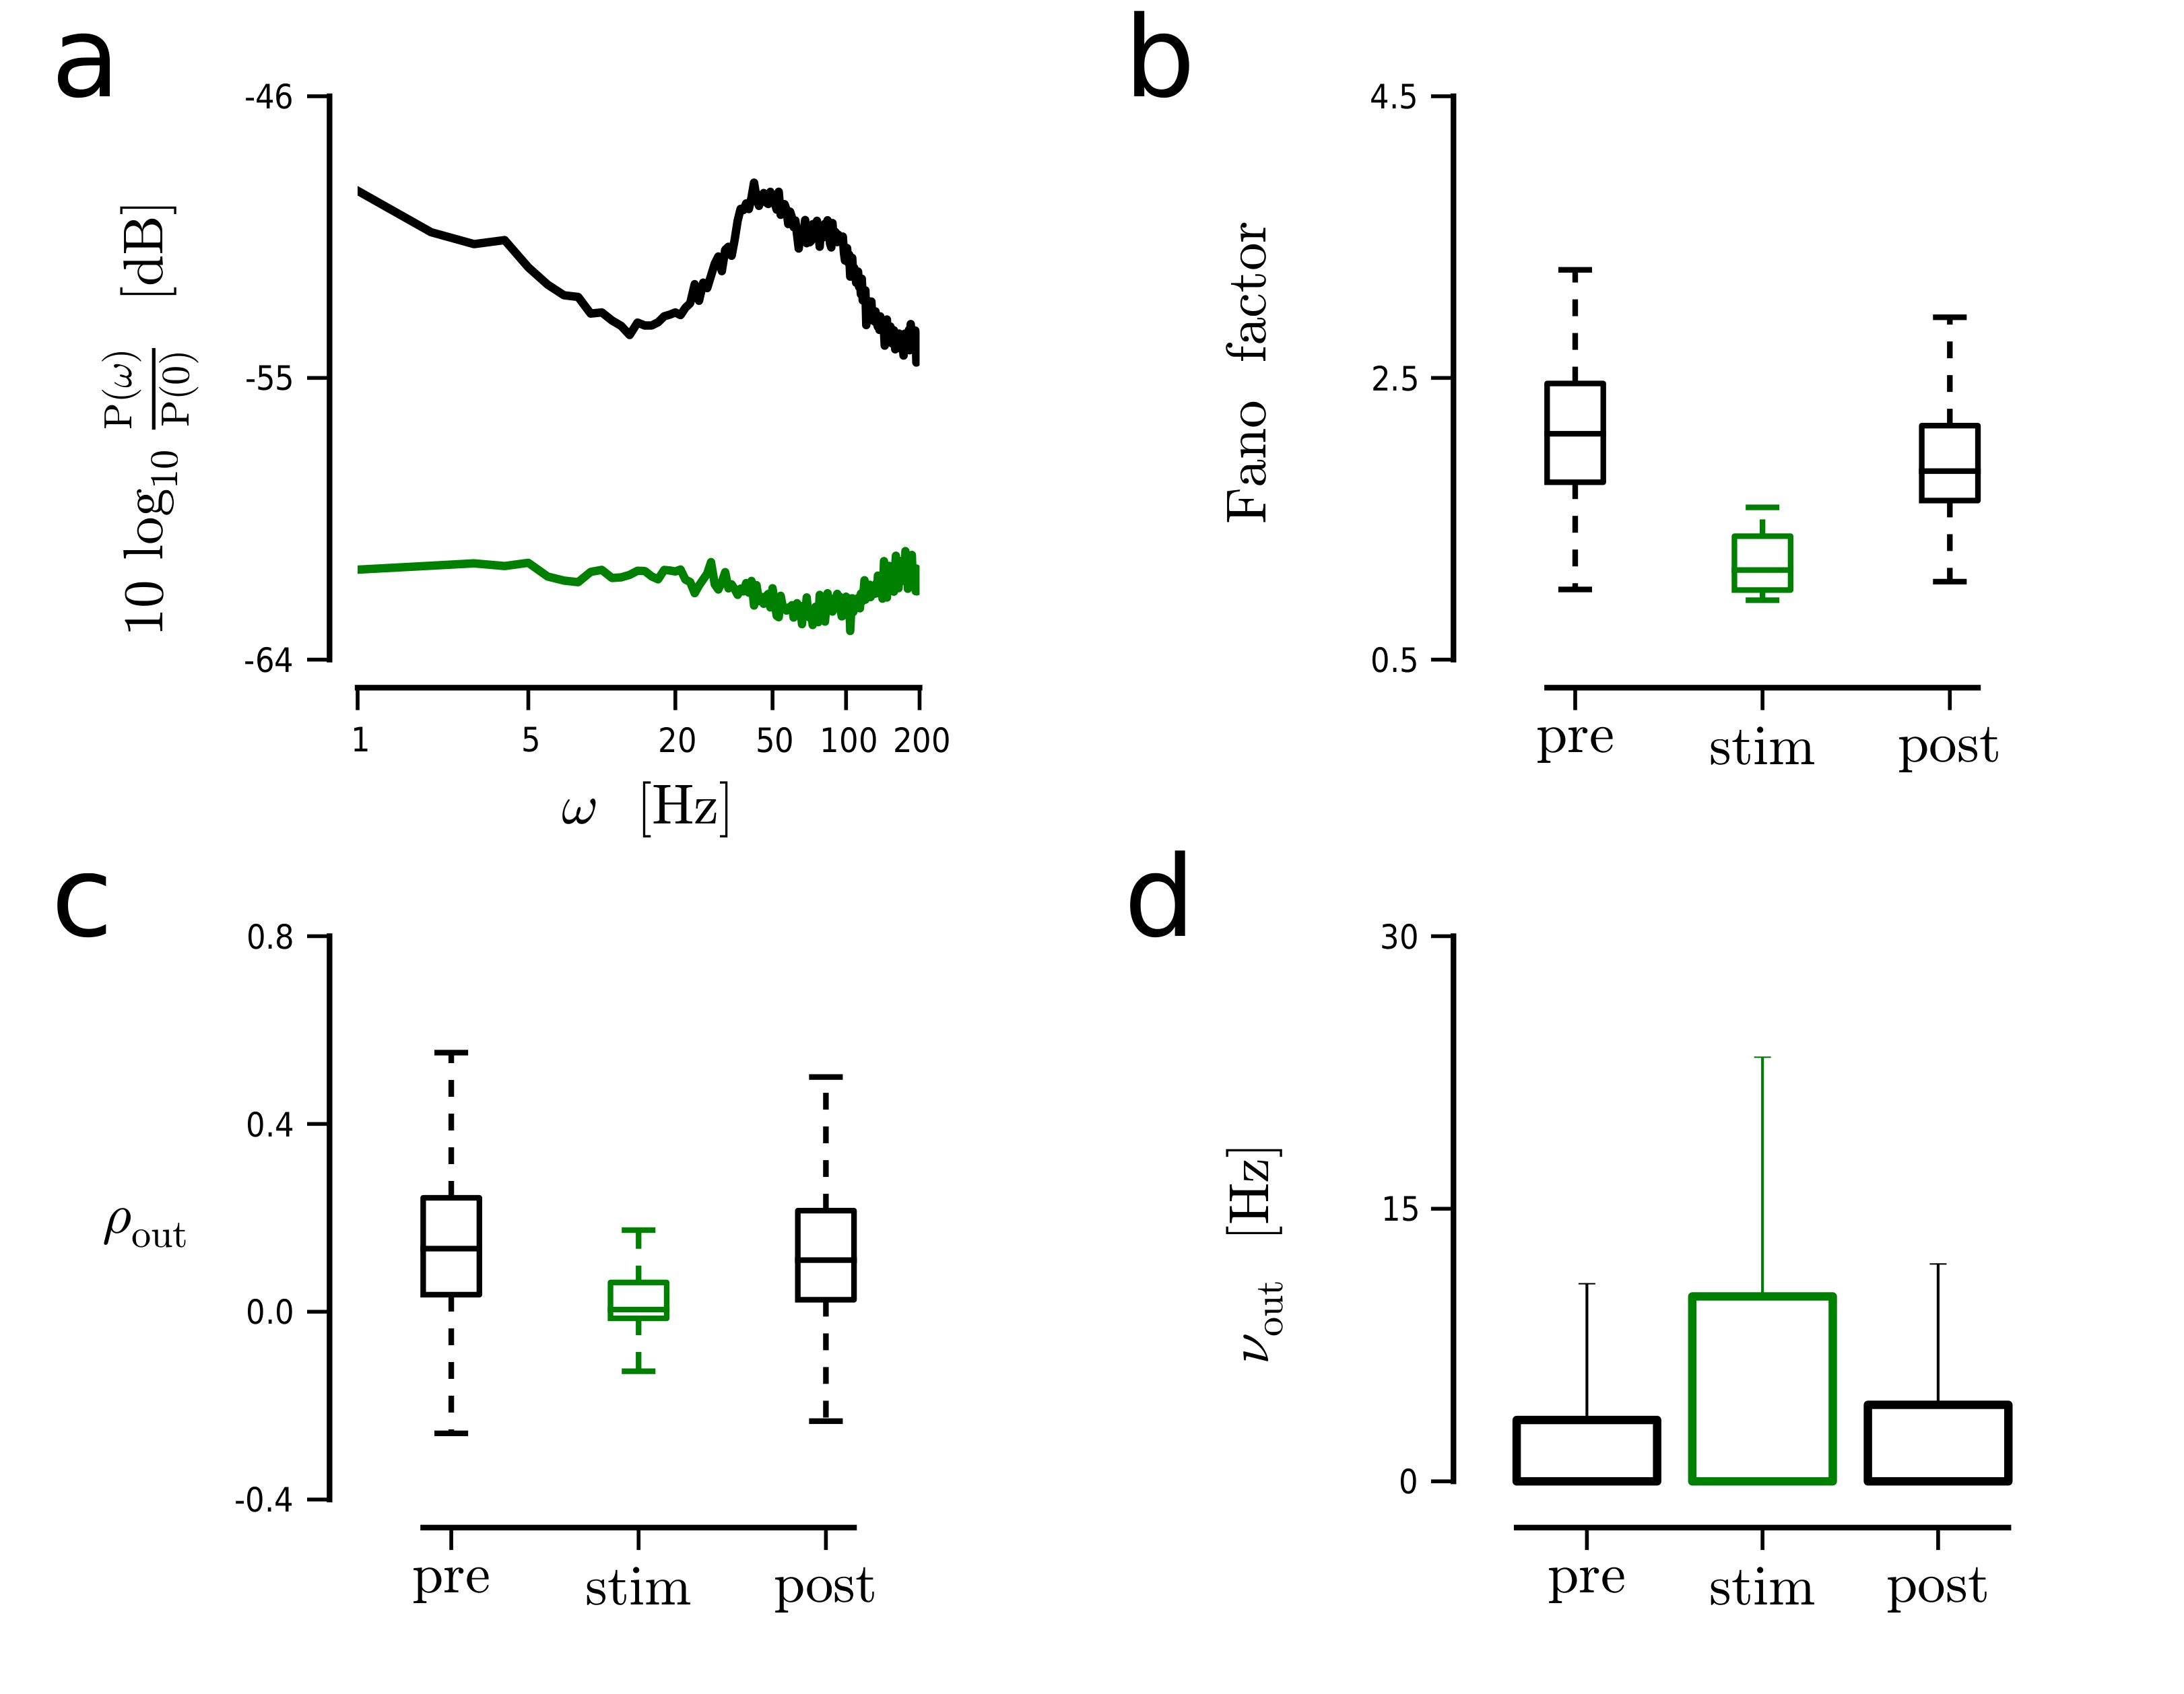 a
-46
-55
-64
10 log10 P(ω)/P(0) [dB]
1 5 20 50 100 200
ω [Hz]
b
4.5
2.5
0.5
Fano factor
pre stim post
c
0.8
0.4
0.0
-0.4
ρout
pre stim post
d
30
15
0
νout [Hz]
pre stim post